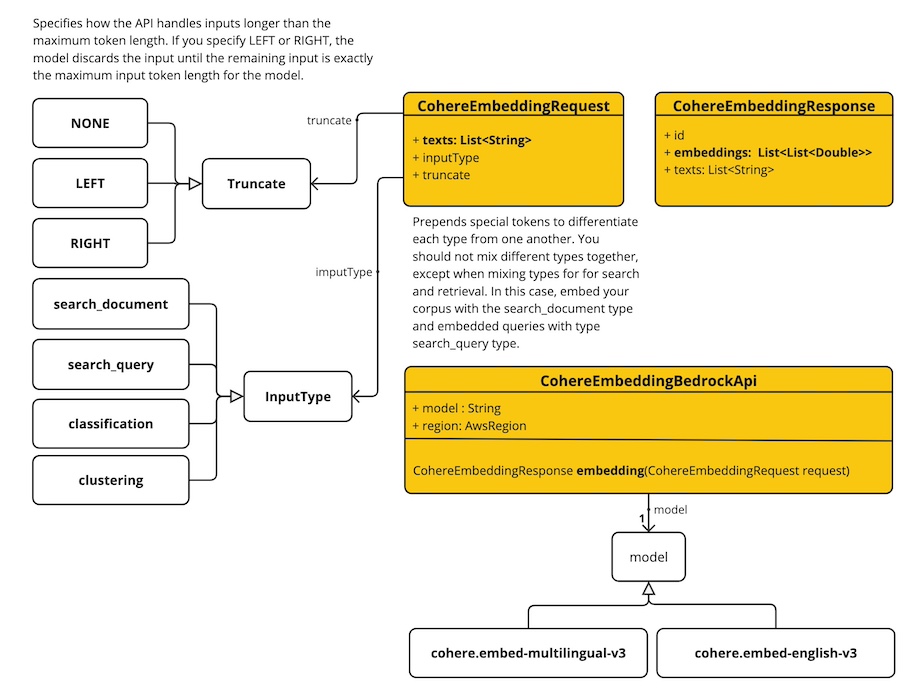 Specifies how the API handles inputs longer than the
maximum token length. If you specify LEFT or RIGHT, the
model discards the input until the remaining input is exactly
the maximum input token length for the model.
NONE
LEFT
RIGHT
Truncate
truncate
CohereEmbeddingRequest
+ texts: List<String>
+ inputType
+ truncate
CohereEmbeddingResponse
+ id
+ embeddings:  List<List<Double>>
+ texts: List<String>
Prepends special tokens to differentiate
each type from one another. You
should not mix different types together,
except when mixing types for for search
and retrieval. In this case, embed your
corpus with the search_document type
and embedded queries with type
search_query type.
imputType
search_document
search_query
classification
clustering
InputType
CohereEmbeddingBedrockApi
+ model : String
+ region: AwsRegion
CohereEmbeddingResponse embedding(CohereEmbeddingRequest request)
model
1
model
cohere.embed-multilingual-v3
cohere.embed-english-v3